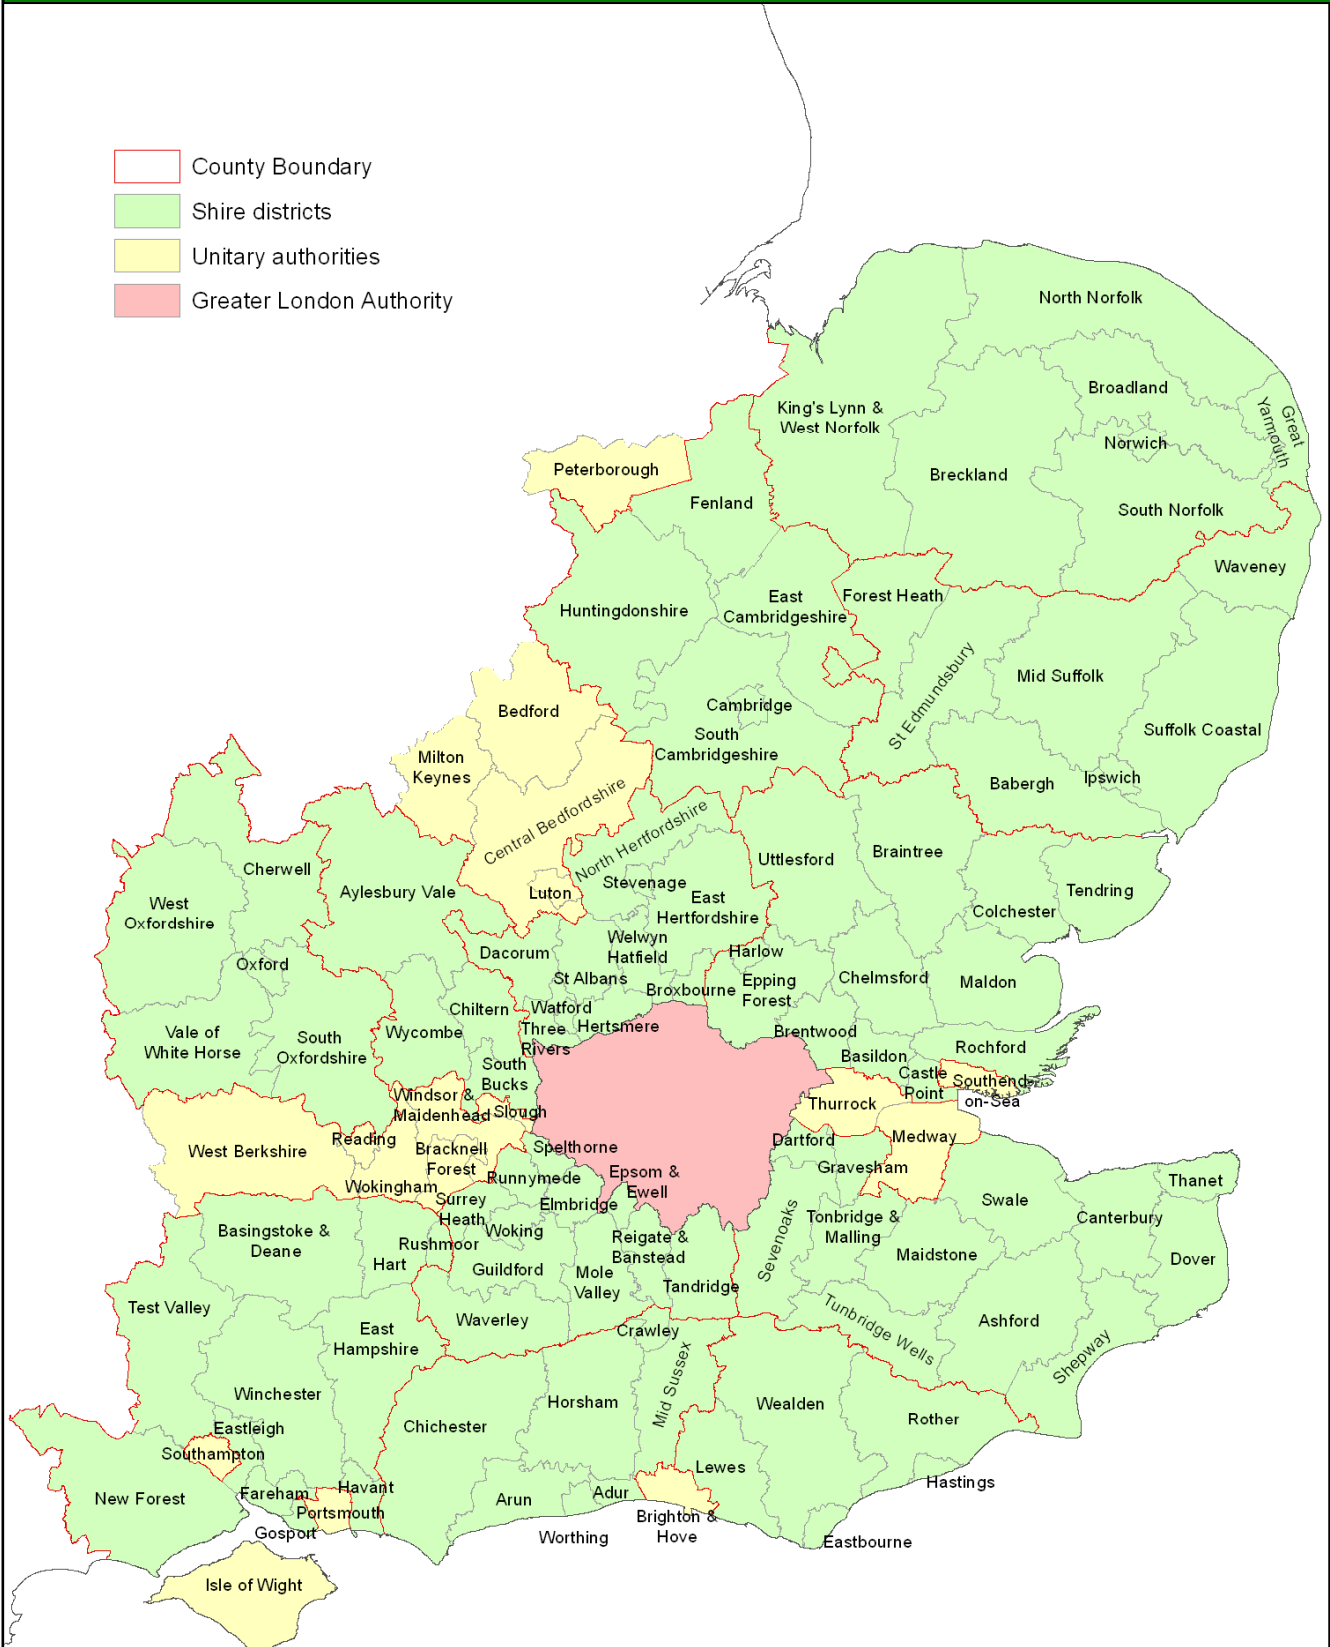 County Boundary
Shire districts
Unitary authorities
Greater London Authority
North Norfolk
Broadland
King's Lynn &
West Norfolk
Great
Yarmouth
Norwich
Peterborough
Breckland
Fenland
South Norfolk
Waveney
East
Cambridgeshire
Forest Heath
Huntingdonshire
Mid Suffolk
St Edmundsbury
Cambridge
Bedford
South
Cambridgeshire
Suffolk Coastal
Milton
Keynes
Ipswich
Babergh
Central Bedfordshire
North Hertfordshire
Uttlesford
Braintree
Cherwell
Aylesbury Vale
Luton
Stevenage
Tendring
West
Oxfordshire
East
Hertfordshire
Colchester
Welwyn
Hatfield
Dacorum
Harlow
Oxford
St Albans
Broxbourne
Epping
Forest
Chelmsford
Maldon
Chiltern
Watford
Three
Rivers
Hertsmere
Wycombe
Vale of
White Horse
South
Oxfordshire
Brentwood
Rochford
Basildon
South
Bucks
Castle
Point
Southend-
on-Sea
Windsor &
Maidenhead
Slough
Thurrock
Reading
Medway
Dartford
West Berkshire
Bracknell
Forest
Spelthorne
Gravesham
Runnymede
Epsom &
Ewell
Wokingham
Elmbridge
Thanet
Surrey
Heath
Swale
Canterbury
Tonbridge &
Malling
Basingstoke &
Deane
Woking
Reigate &
Banstead
Sevenoaks
Rushmoor
Maidstone
Dover
Hart
Guildford
Mole
Valley
Tandridge
Test Valley
Waverley
Tunbridge Wells
Ashford
East
Hampshire
Crawley
Shepway
Mid Sussex
Winchester
Horsham
Wealden
Chichester
Rother
Eastleigh
Southampton
Lewes
Hastings
New Forest
Fareham
Havant
Arun
Adur
Portsmouth
Gosport
Worthing
Brighton &
Hove
Eastbourne
Isle of Wight